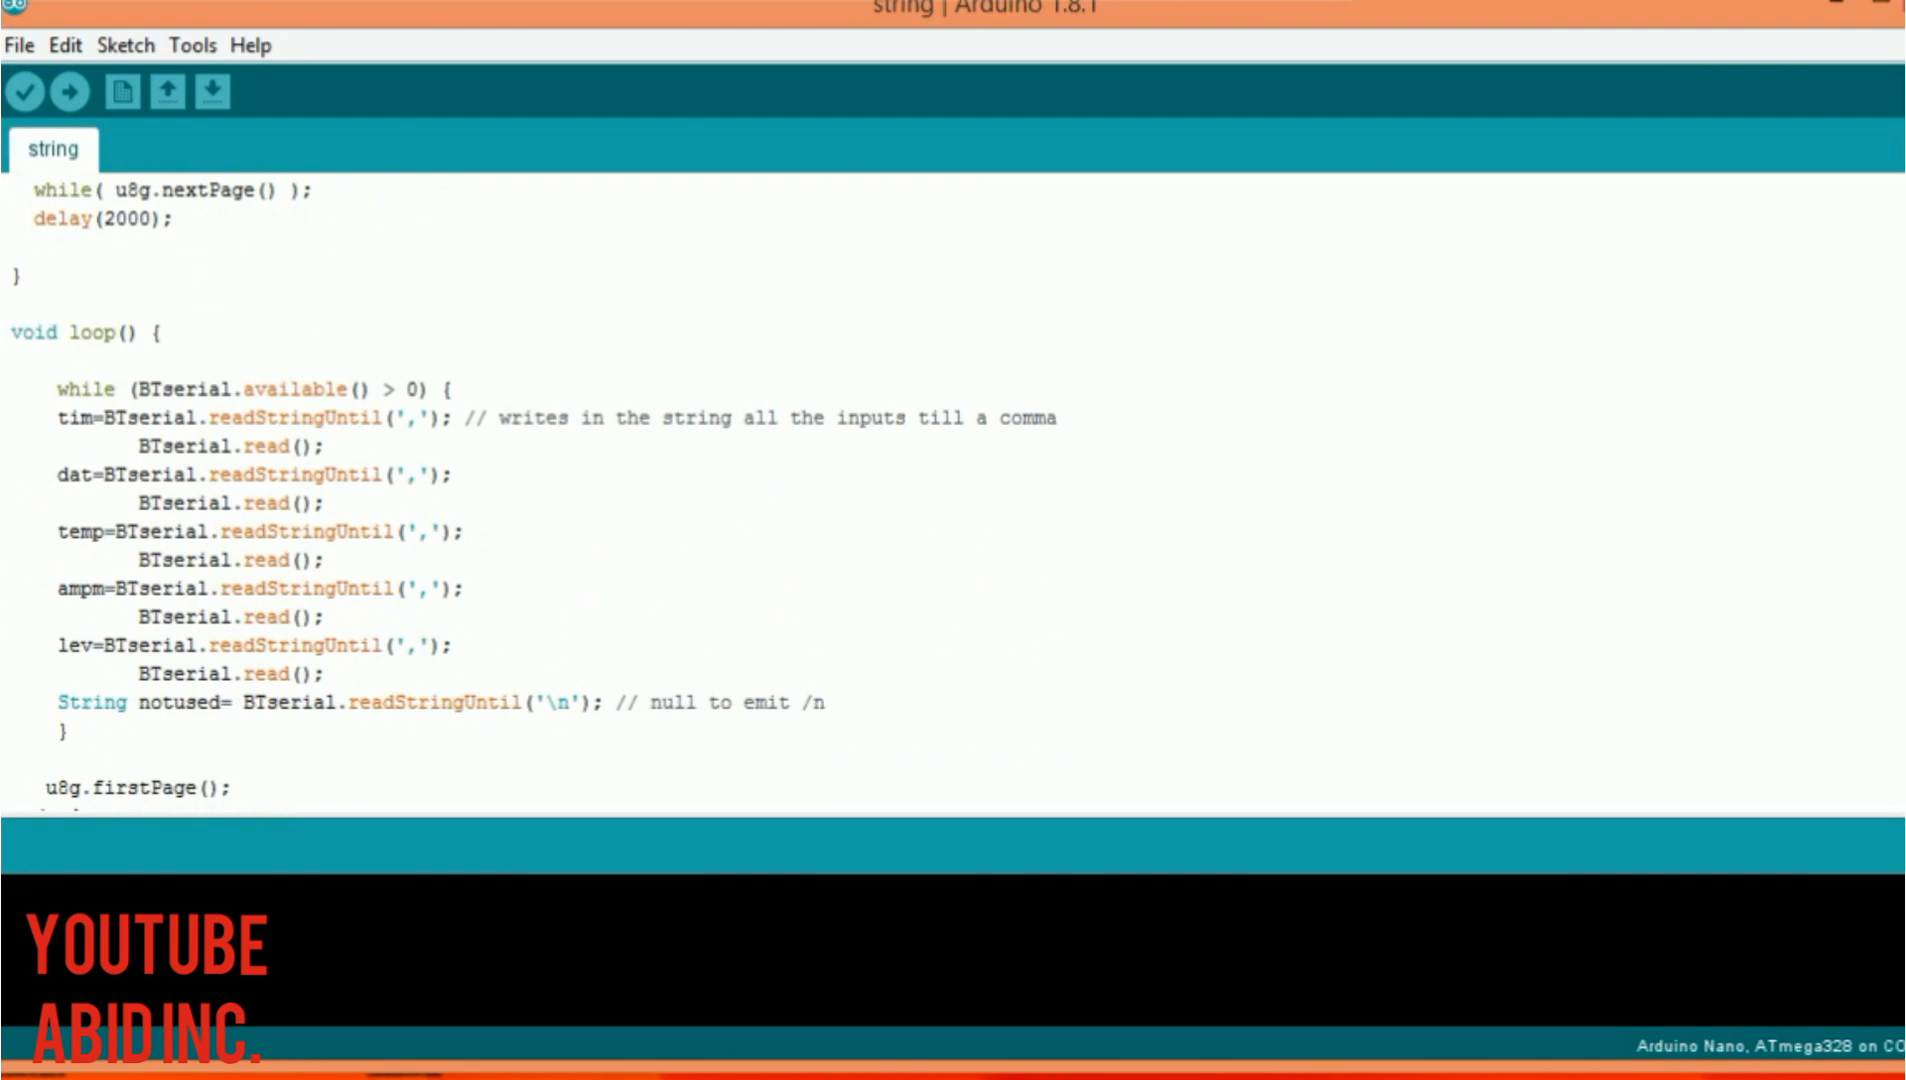 string | Arduino 1.8.1
File Edit Sketch Tools Help
string
while( u8g.nextPage() );
delay(2000);
}
void loop() {
while (BTserial.available() > 0) {
tim=BTserial.readStringUntil(','); // writes in the string all the inputs till a comma
BTserial.read();
dat=BTserial.readStringUntil(',');
BTserial.read();
temp=BTserial.readStringUntil(',');
BTserial.read();
ampm=BTserial.readStringUntil(',');
BTserial.read();
lev=BTserial.readStringUntil(',');
BTserial.read();
String notused= BTserial.readStringUntil('\n'); // null to emit /n
}
u8g.firstPage();
YOUTUBE
ABID INC.
Arduino Nano, ATmega328 on CO